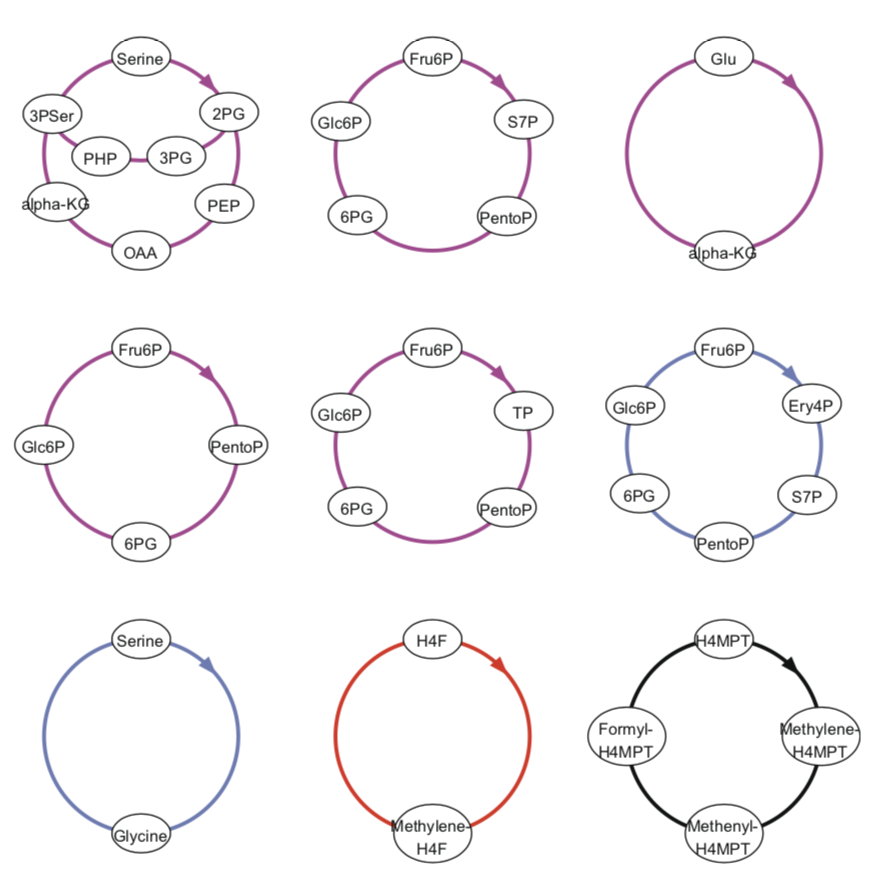 Serine
3PSer
2PG
PHP
3PG
alpha-KG
PEP
OAA
Fru6P
Glc6P
S7P
6PG
PentoP
Glu
alpha-KG
Fru6P
Glc6P
PentoP
6PG
Fru6P
Glc6P
TP
6PG
PentoP
Fru6P
Glc6P
Ery4P
6PG
S7P
PentoP
Serine
Glycine
H4F
Methylene-
H4F
H4MPT
Formyl-
H4MPT
Methylene-
H4MPT
Methenyl-
H4MPT